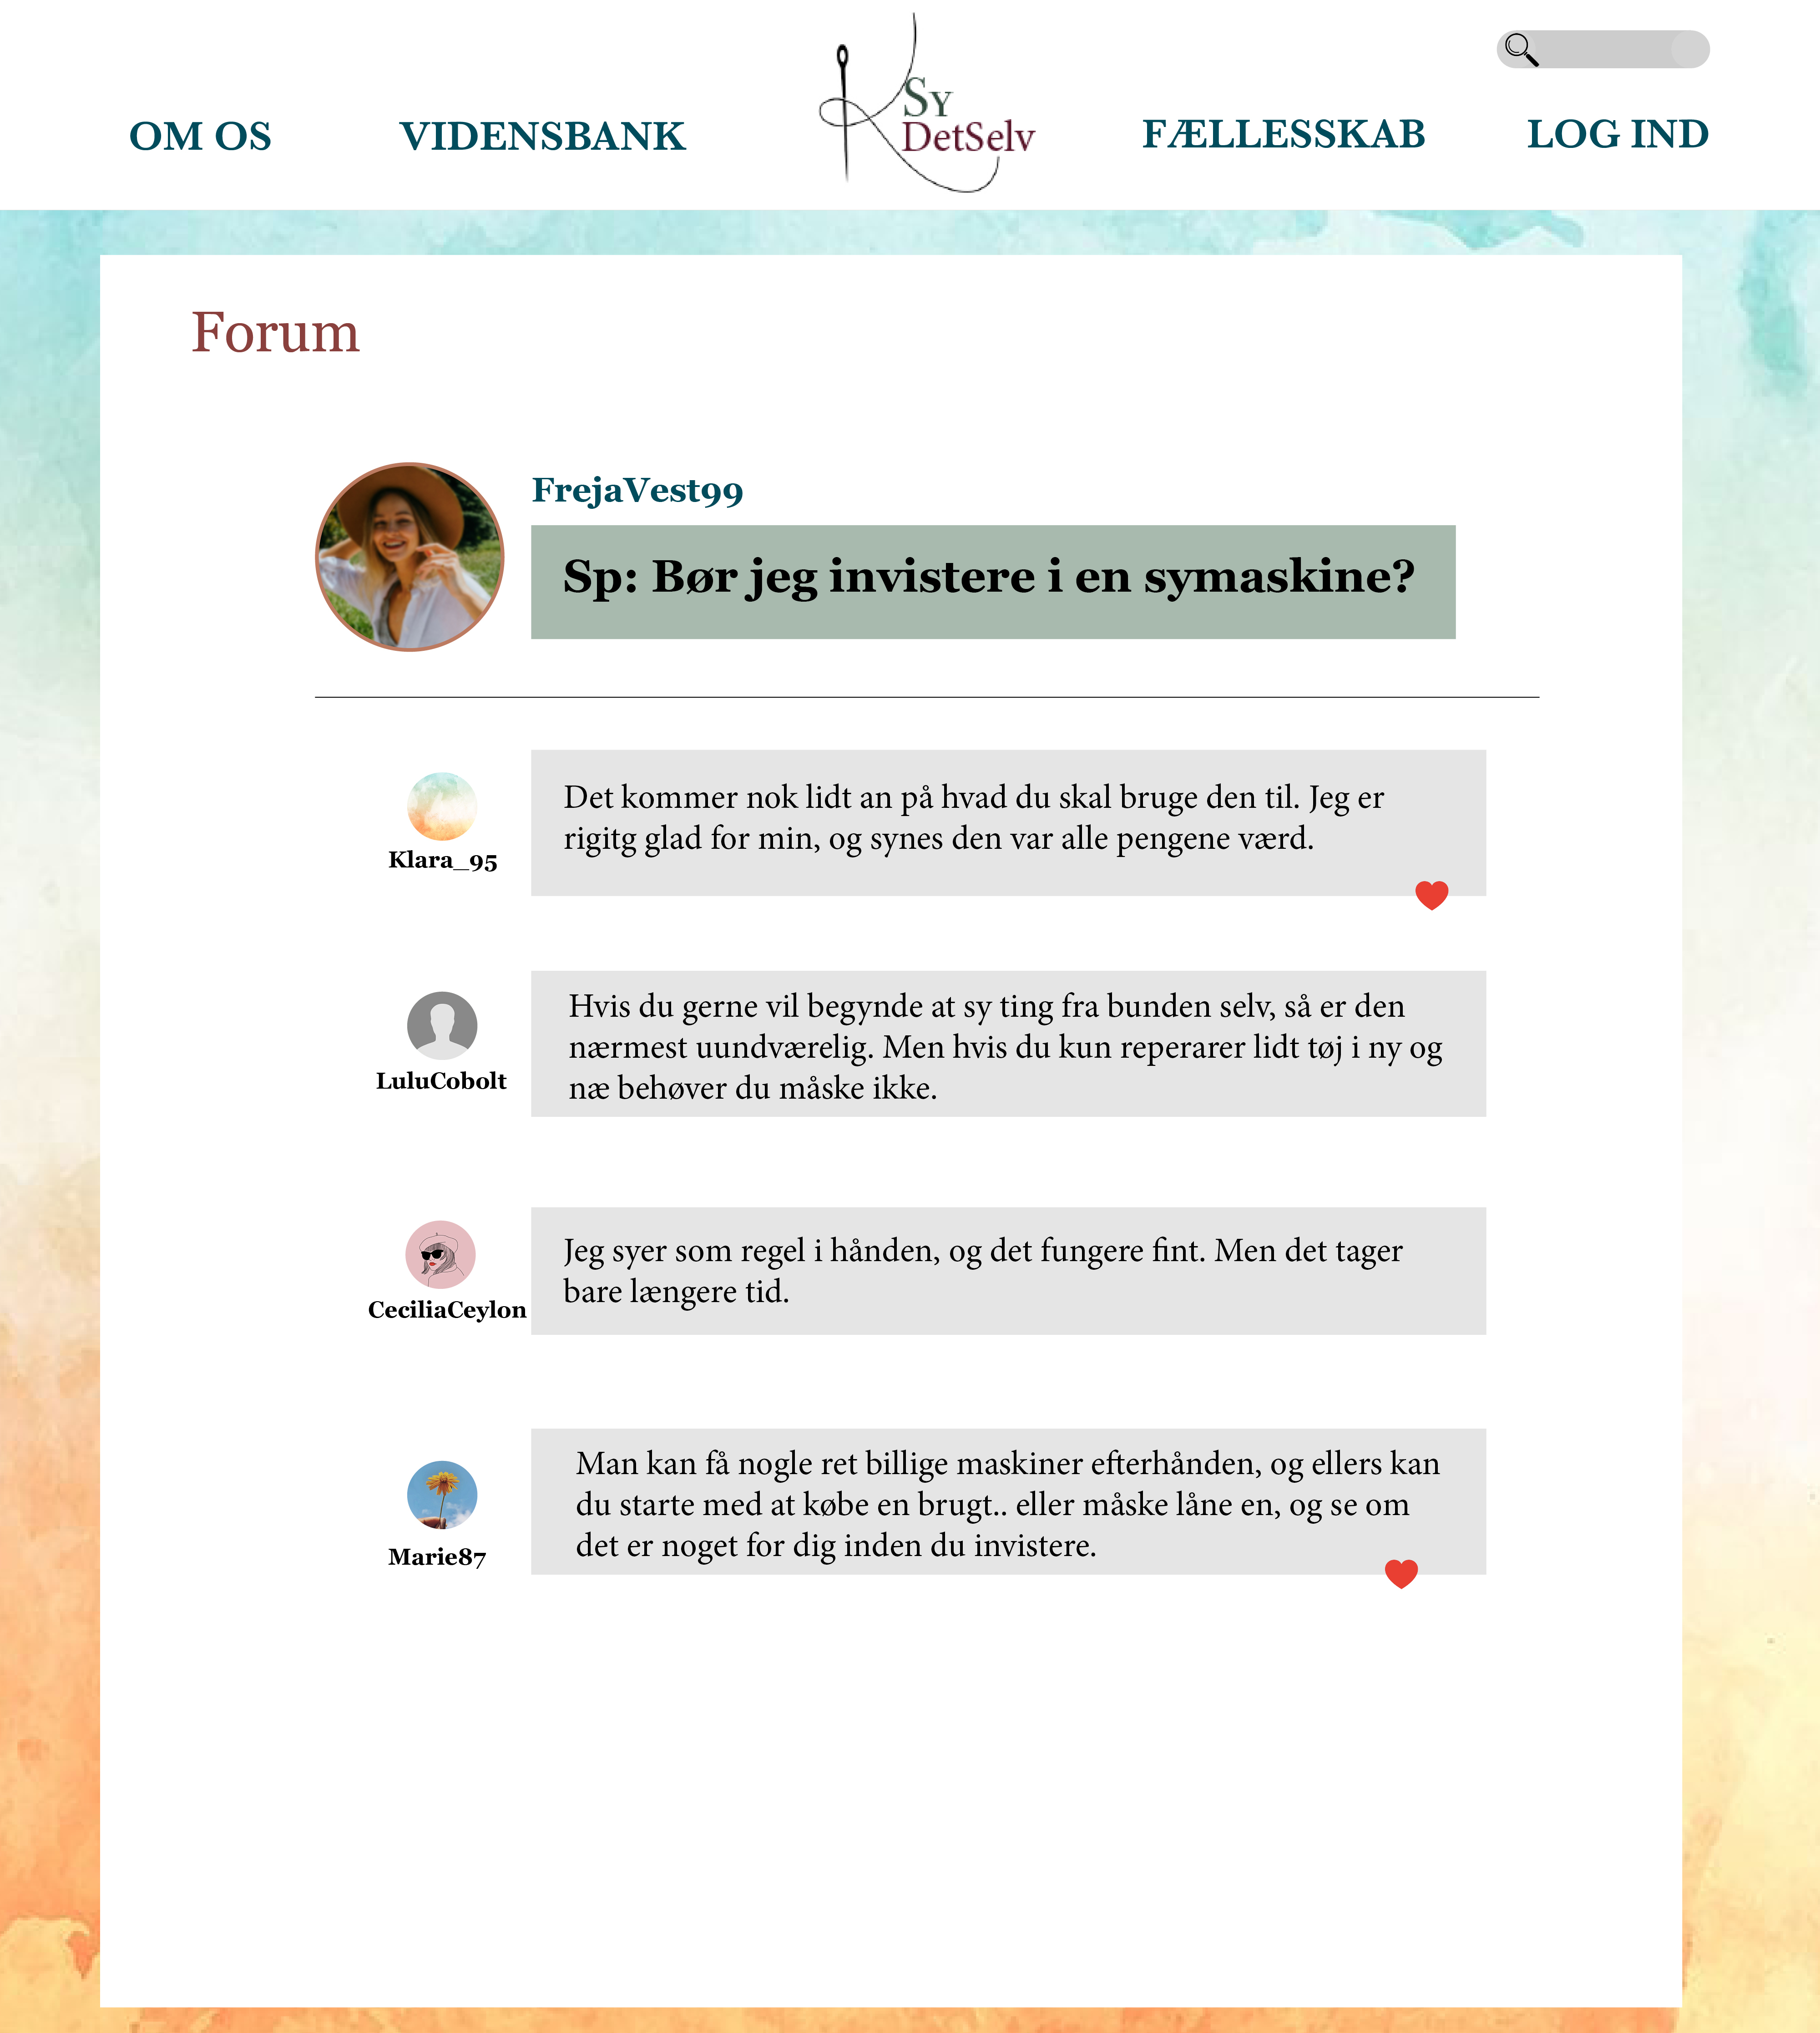 OM OS
VIDENSBANK
Sy
DetSelv
FÆLLESSKAB
LOG IND
Forum
FrejaVest99
Sp: Bør jeg invistere i en symaskine?
Det kommer nok lidt an på hvad du skal bruge den til. Jeg er
rigitg glad for min, og synes den var alle pengene værd.
Klara_95
Hvis du gerne vil begynde at sy ting fra bunden selv, så er den
nærmest uundværelig. Men hvis du kun reperarer lidt tøj i ny og
næ behøver du måske ikke.
LuluCobolt
Jeg syer som regel i hånden, og det fungere fint. Men det tager
bare længere tid.
CeciliaCeylon
Man kan få nogle ret billige maskiner efterhånden, og ellers kan
du starte med at købe en brugt.. eller måske låne en, og se om
det er noget for dig inden du invistere.
Marie87